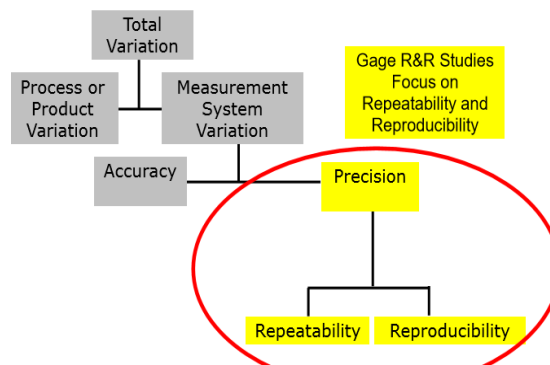 Total
Variation
Process or
Product
Variation
Measurement
System
Variation
Gage R&R Studies
Focus on
Repeatability and
Reproducibility
Accuracy
Precision
Repeatability
Reproducibility